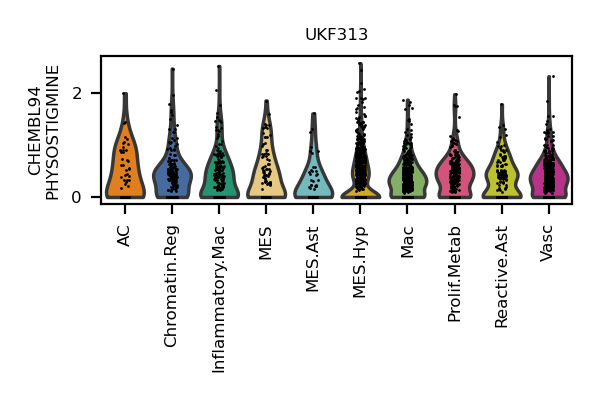 UKF313
CHEMBL94
PHYSOSTIGMINE
2
0
AC
Chromatin.Reg
Inflammatory.Mac
MES
MES.Ast
MES.Hyp
Mac
Prolif.Metab
Reactive.Ast
Vasc